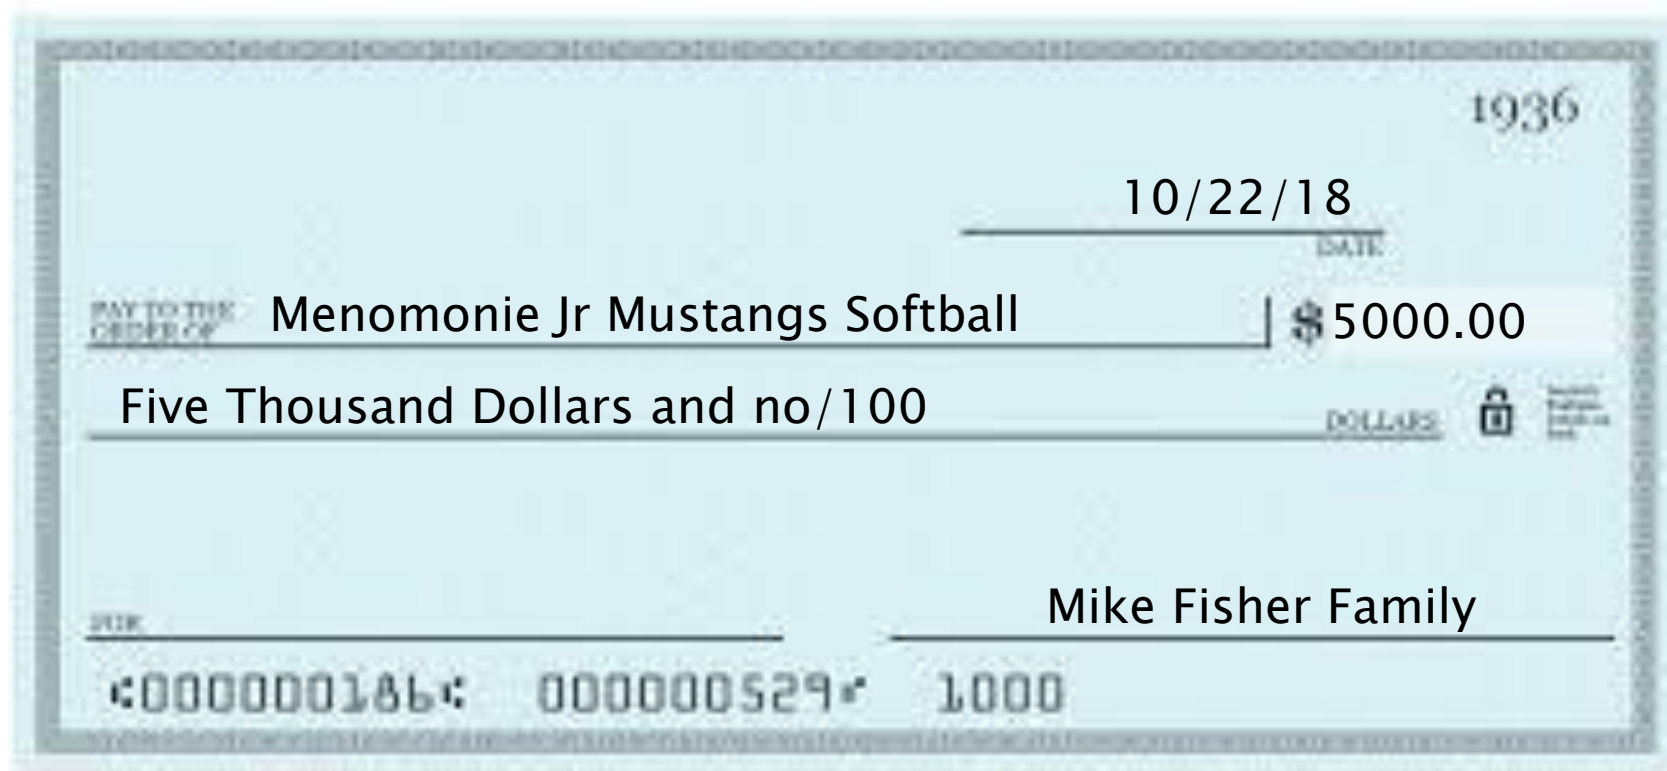 1936
10/22/18
DATE
PAY TO THE
ORDER OF
Menomonie Jr Mustangs Softball
$5000.00
Five Thousand Dollars and no/100
DOLLARS
Mike Fisher Family
FOR
⑆000000186⑆ 000000529⑈ 1000